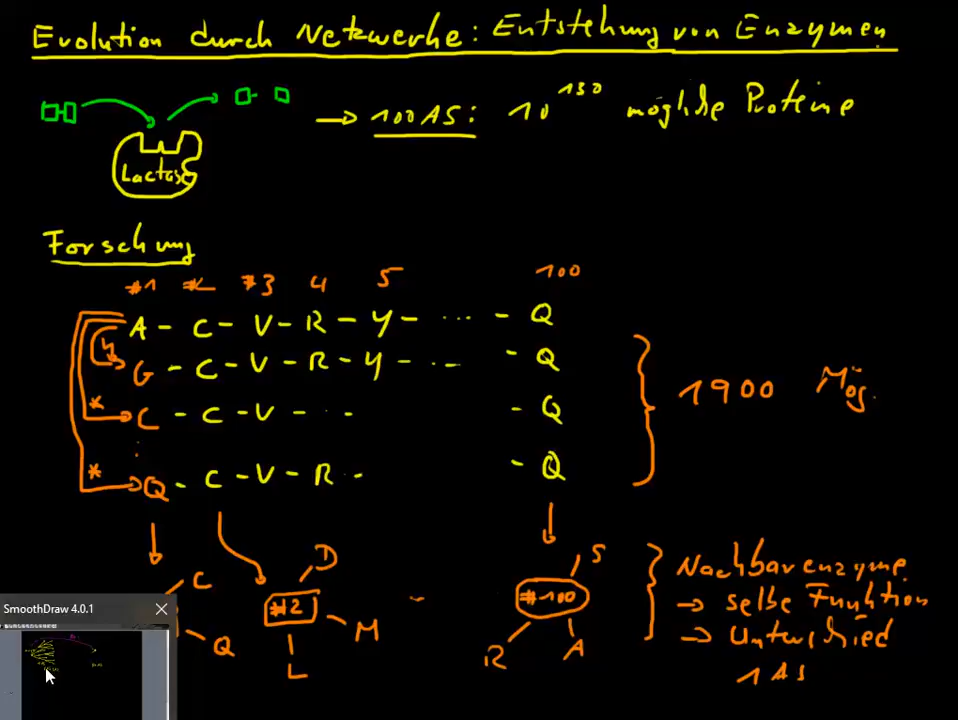 Evolution durch Netzwerke: Entstehung von Enzymen
→ 100 AS: 10^130 mögliche Proteine
Lactase
Forschung
#1 #2 #3 4 5 100
A - C - V - R - Y - ... - Q
G - C - V - R - Y - ... - Q
* C - C - V - ... - Q
* Q - C - V - R - ... - Q
1900 Mög.
C Q
#2 D M L
#100 S A R
Nachbarenzyme
→ selbe Funktion
→ Unterschied
1 AS
SmoothDraw 4.0.1